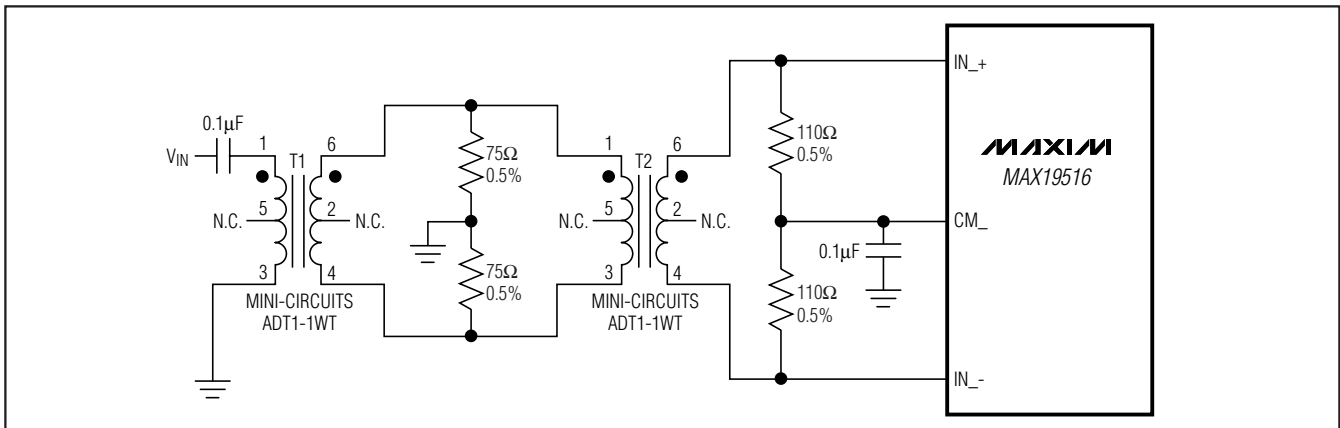 V_IN
0.1μF
1
T1
6
5
N.C.
2
N.C.
3
4
MINI-CIRCUITS
ADT1-1WT
75Ω
0.5%
75Ω
0.5%
1
T2
6
N.C.
5
2
N.C.
3
4
MINI-CIRCUITS
ADT1-1WT
110Ω
0.5%
0.1μF
110Ω
0.5%
IN_+
MAXIM
MAX19516
CM_
IN_-